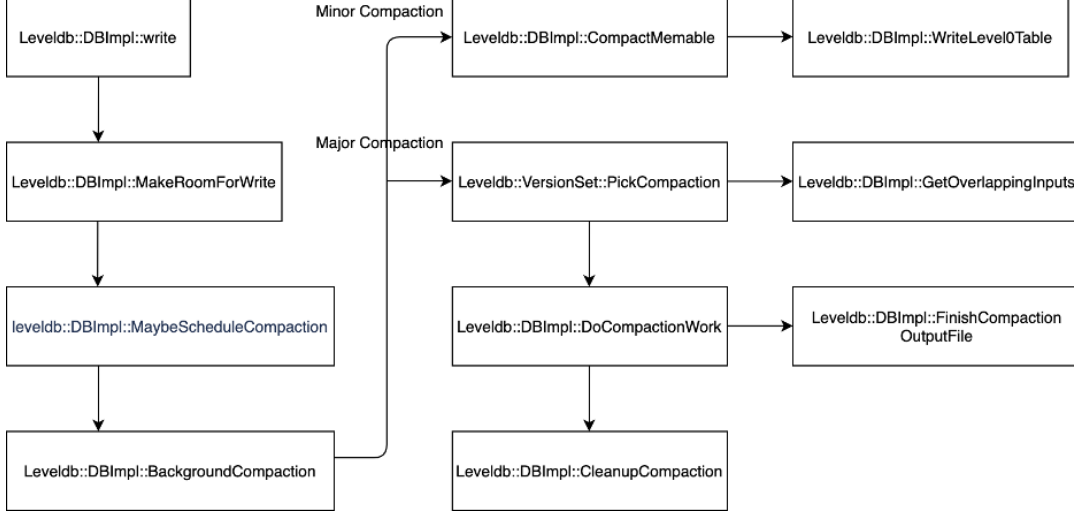 Minor Compaction
Leveldb::DBImpl::write
Leveldb::DBImpl::CompactMemable
Leveldb::DBImpl::WriteLevel0Table
Major Compaction
Leveldb::DBImpl::MakeRoomForWrite
Leveldb::VersionSet::PickCompaction
Leveldb::DBImpl::GetOverlappingInputs
leveldb::DBImpl::MaybeScheduleCompaction
Leveldb::DBImpl::DoCompactionWork
Leveldb::DBImpl::FinishCompaction
OutputFile
Leveldb::DBImpl::BackgroundCompaction
Leveldb::DBImpl::CleanupCompaction